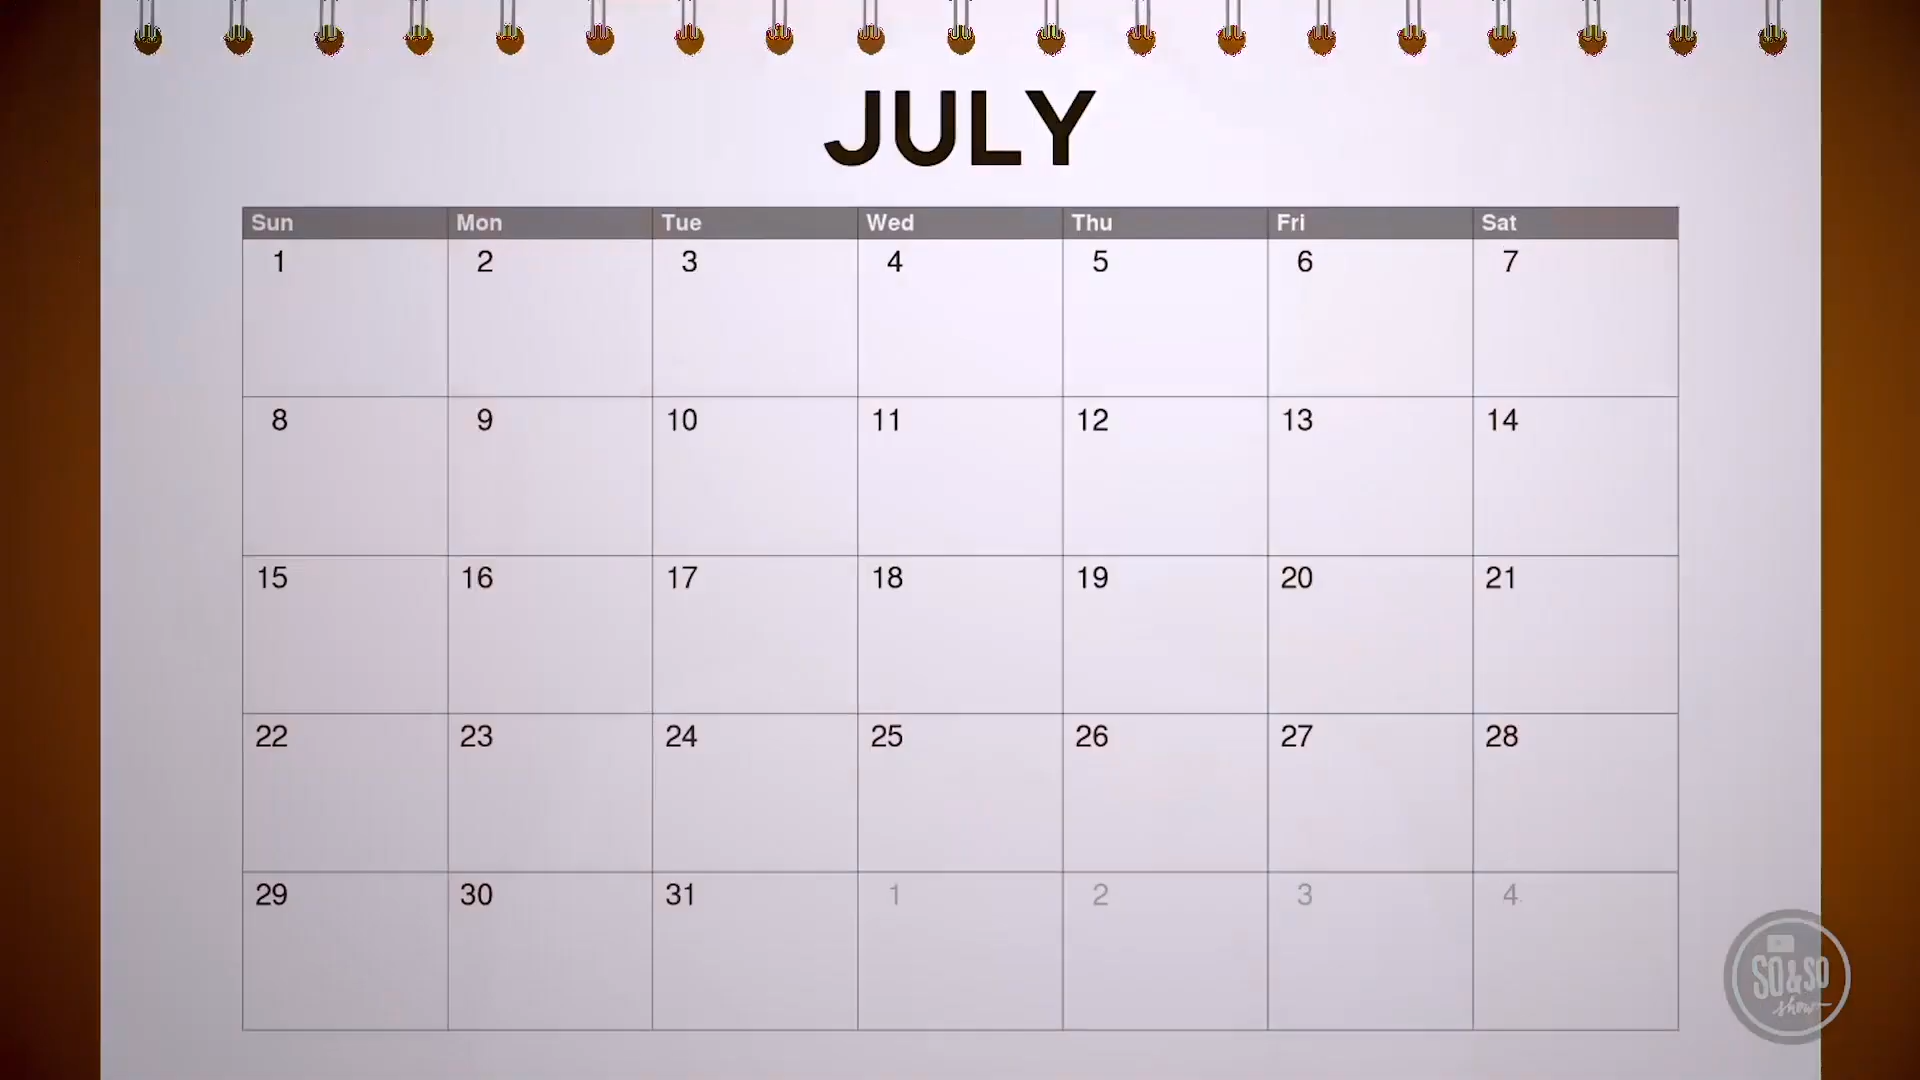 JULY
Sun Mon Tue Wed Thu Fri Sat
1 2 3 4 5 6 7
8 9 10 11 12 13 14
15 16 17 18 19 20 21
22 23 24 25 26 27 28
29 30 31 1 2 3 4
SO&SO
show